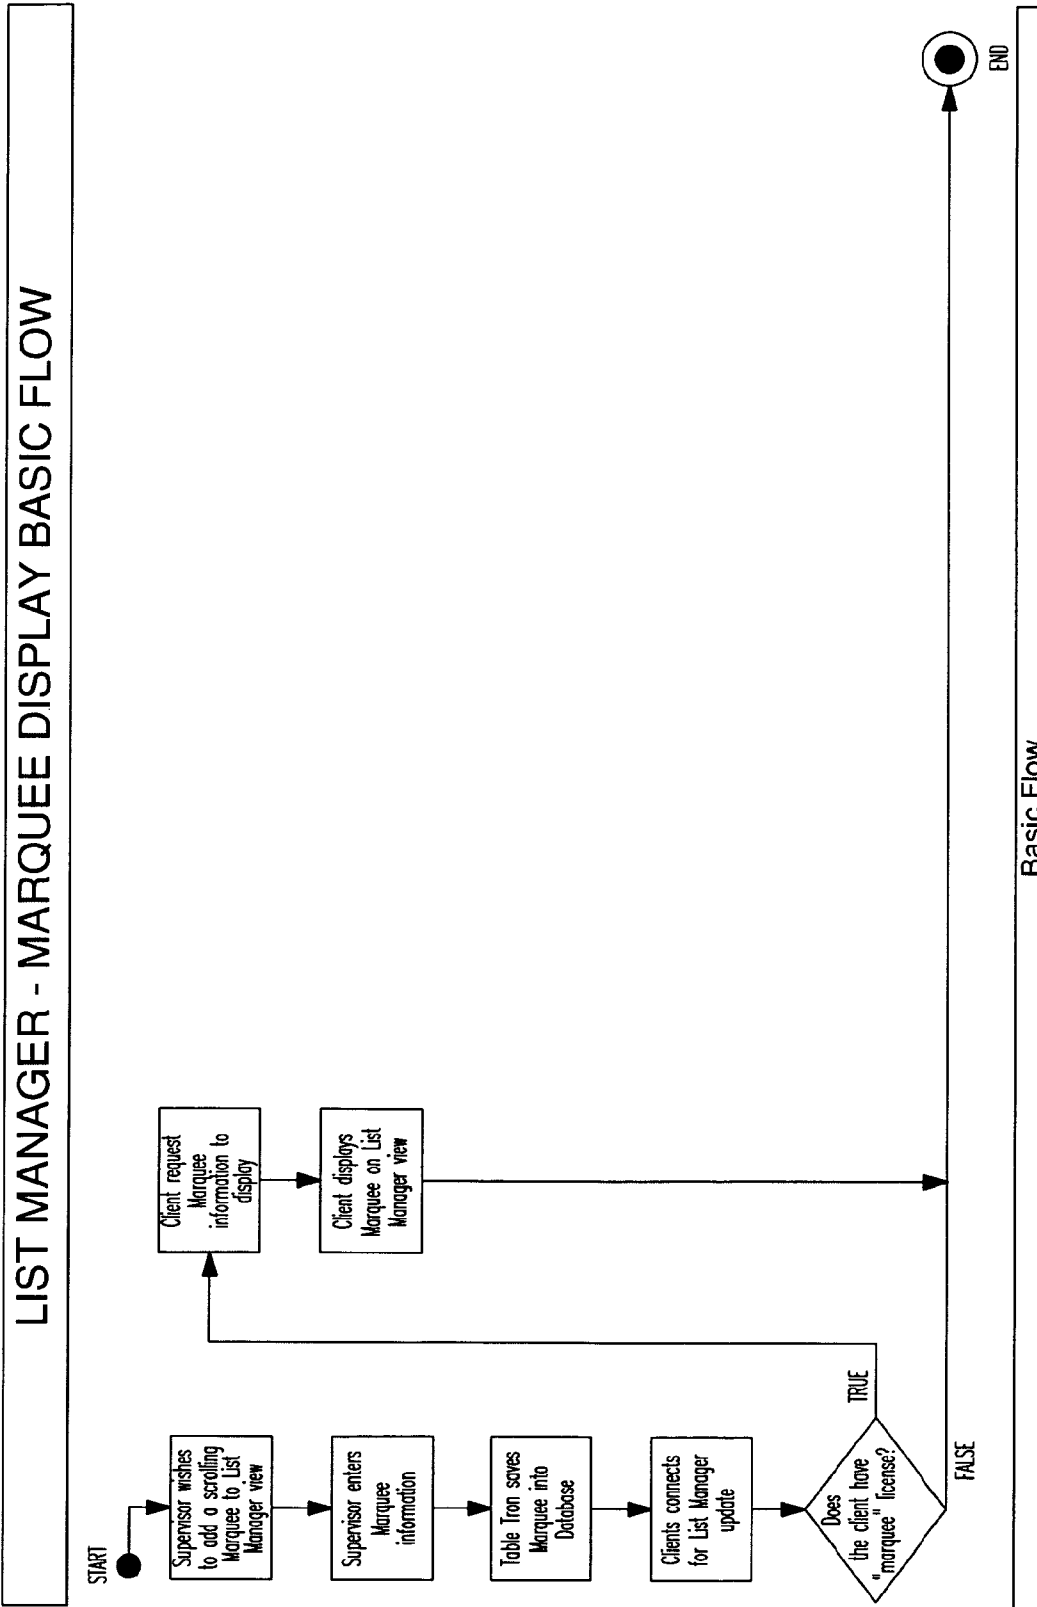 LIST MANAGER - MARQUEE DISPLAY BASIC FLOW
START
Supervisor wishes
to add a scrolling
Marquee to List
Manager view
Supervisor enters
Marquee
information
Table Tron saves
Marquee into
Database
Clients connects
for List Manager
update
Does
the client have
"marquee" license?
TRUE
FALSE
Client request
Marquee
information to
display
Client displays
Marquee on List
Manager view
END
Basic Flow